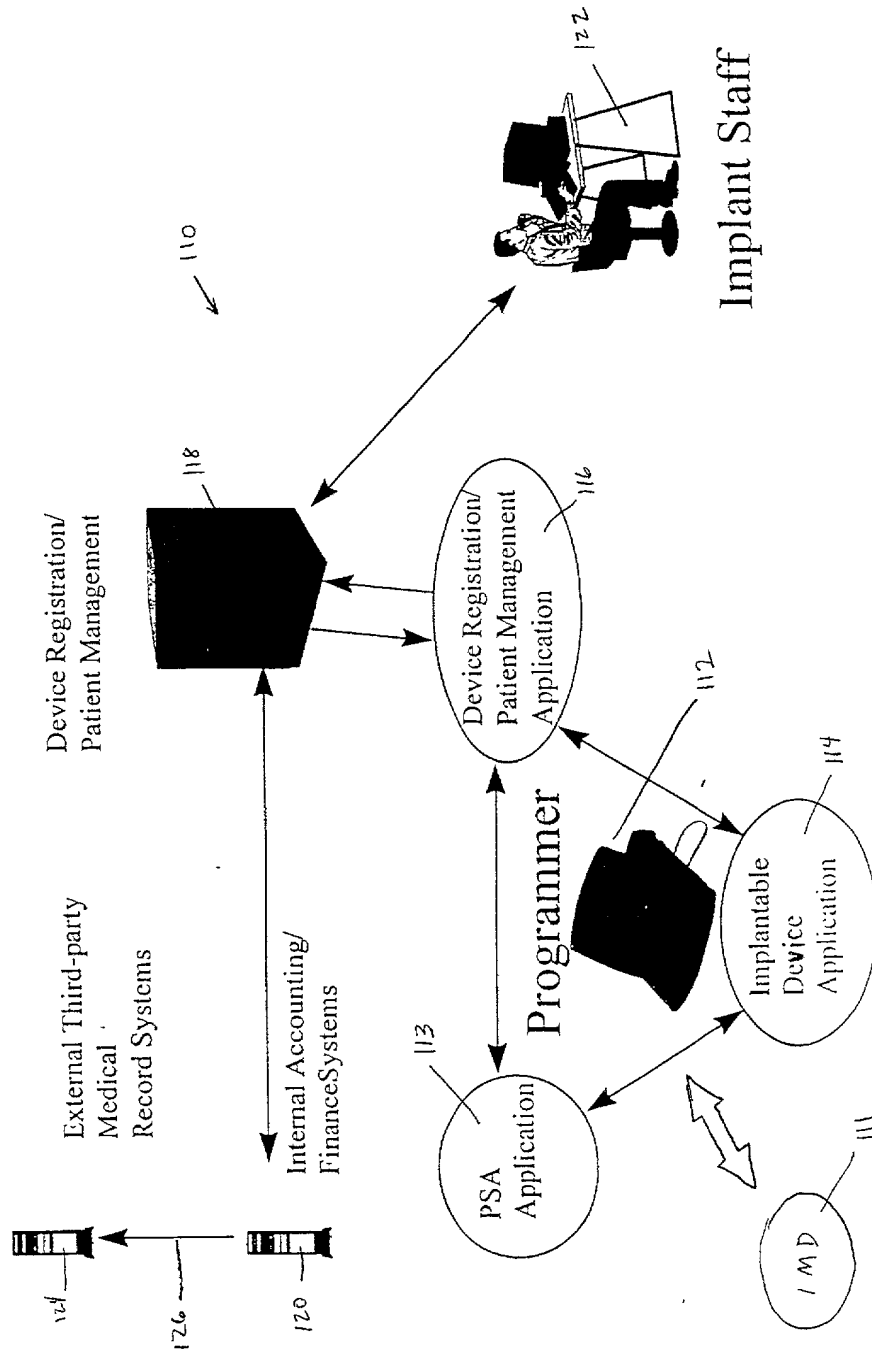 110
External Third-party
Medical
Record Systems
Device Registration/
Patient Management
124
126
120
118
Internal Accounting/
FinanceSystems
122
Implant Staff
113
PSA
Application
Programmer
112
Device Registration/
Patient Management
Application
116
Implantable
Device
Application
114
IMD
111